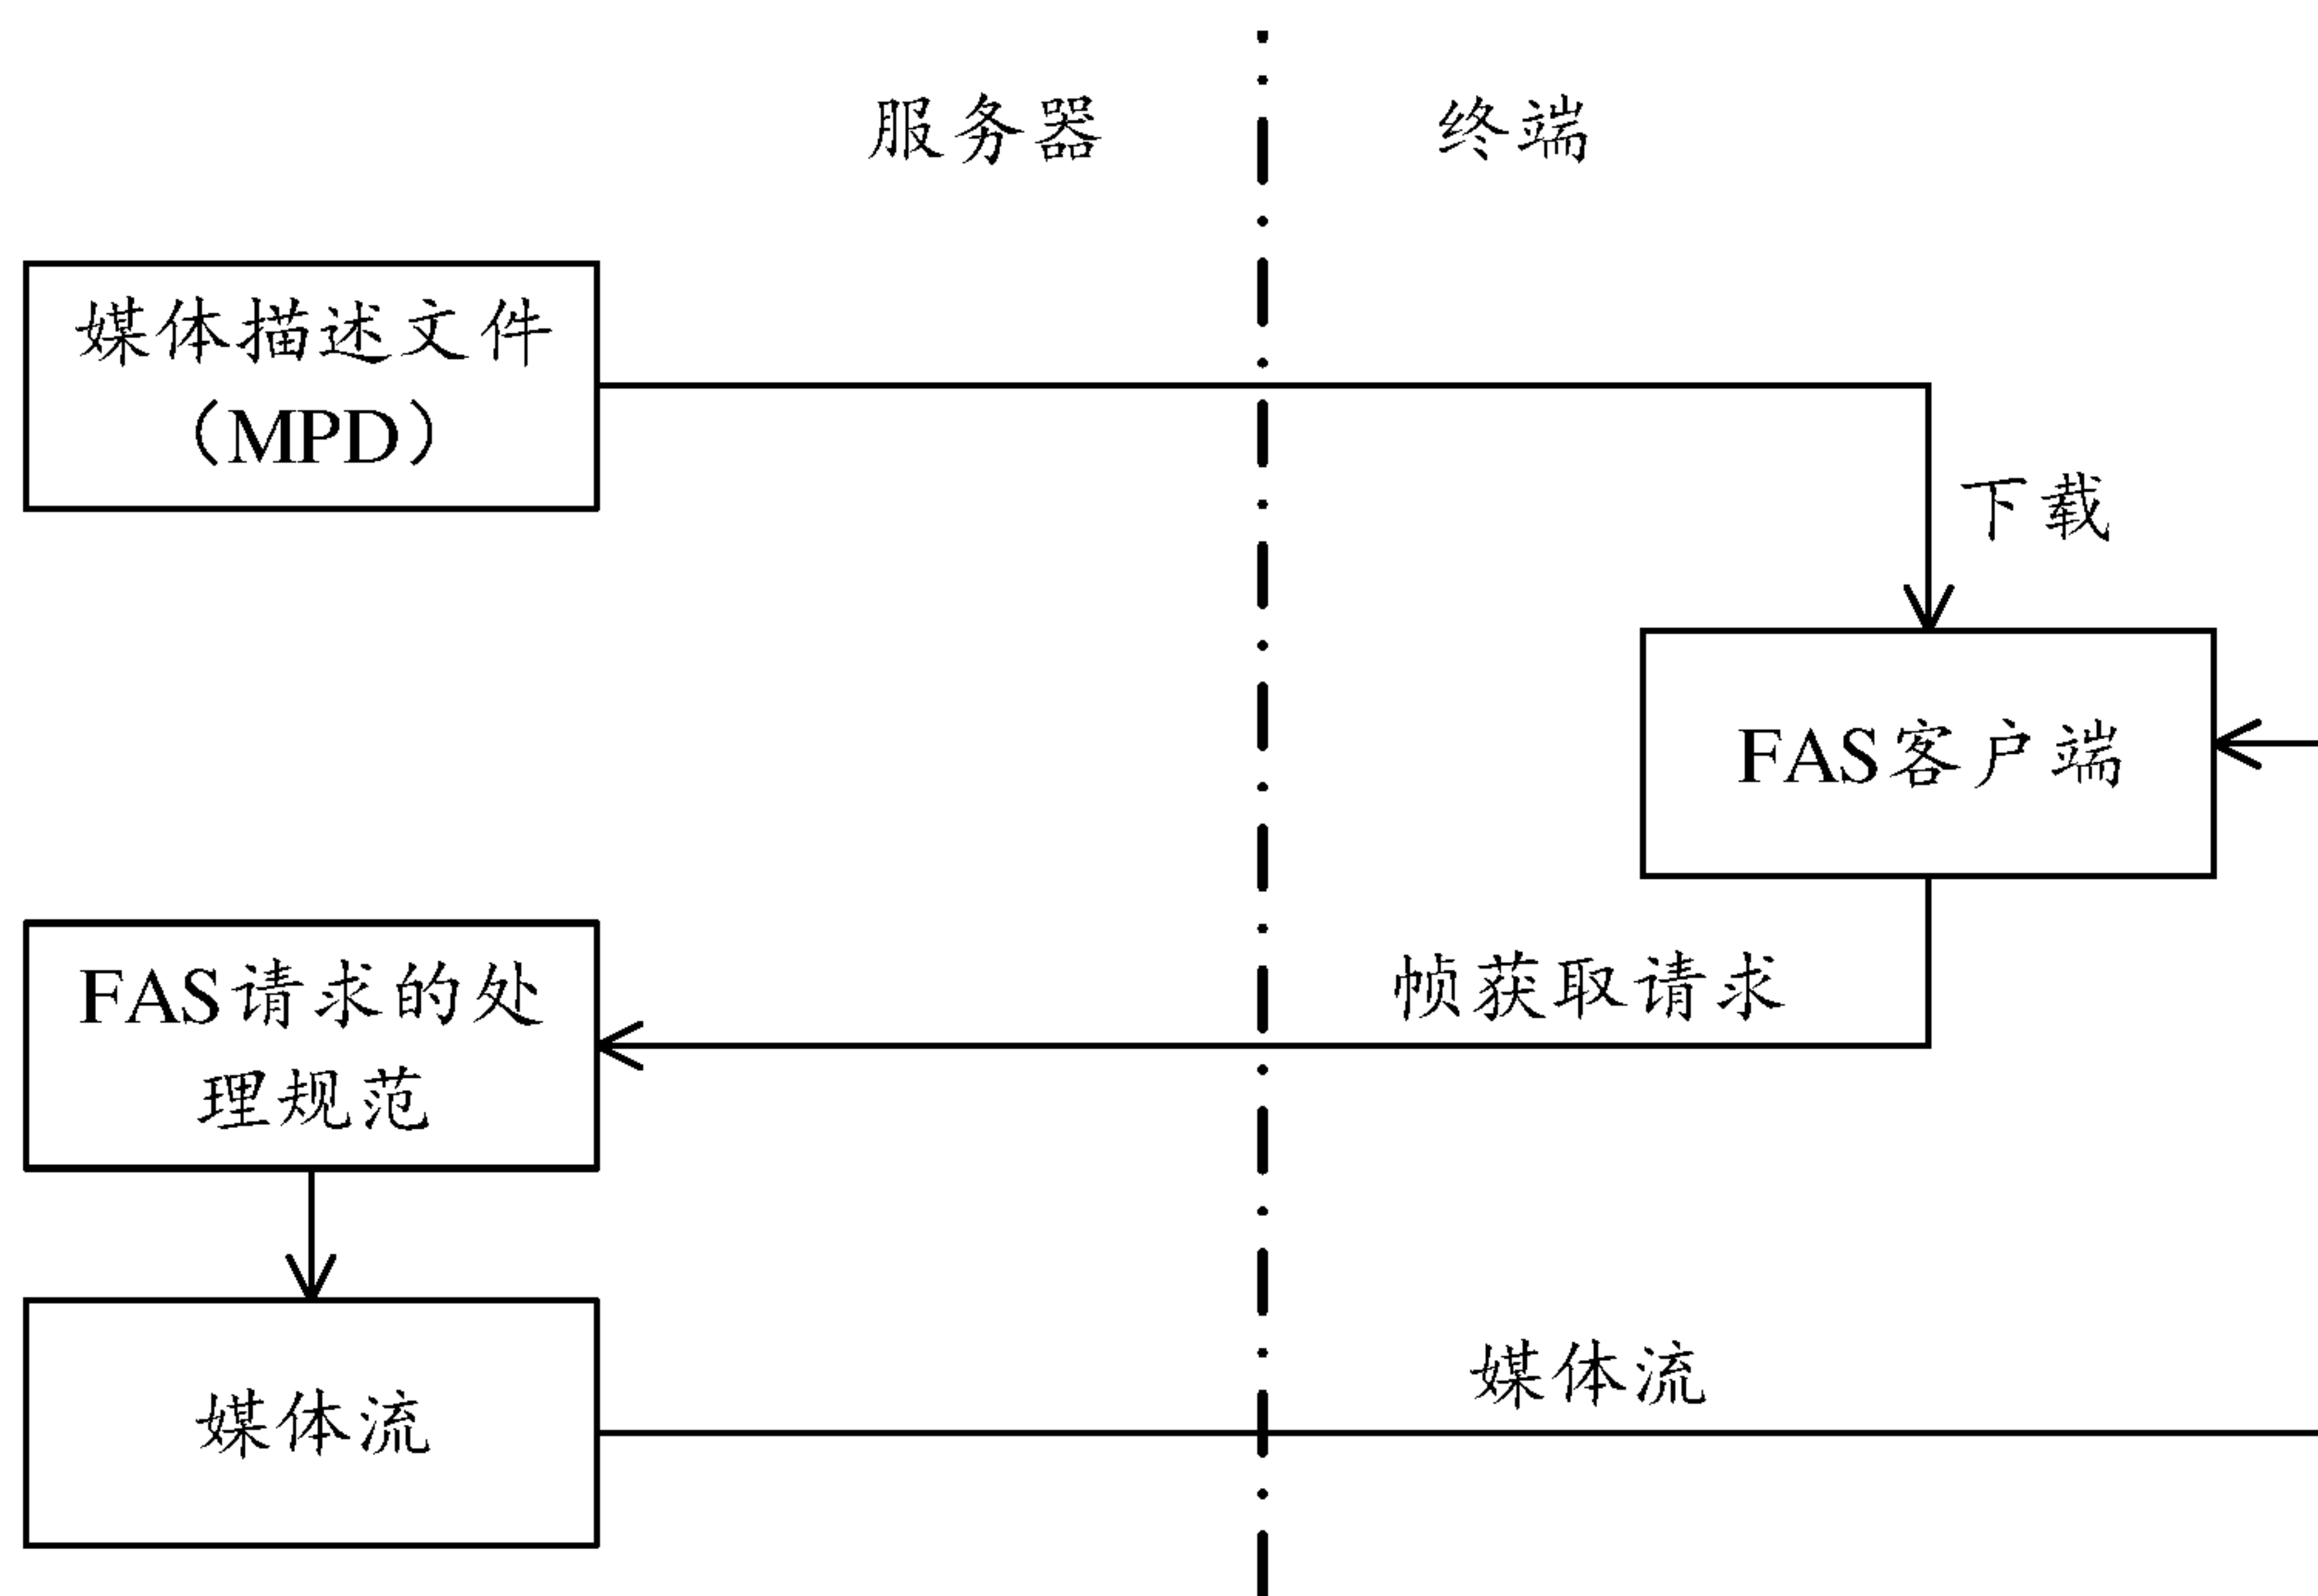 服务器
终端
媒体描述文件
（MPD）
下载
FAS客户端
帧获取请求
FAS请求的处
理规范
媒体流
媒体流